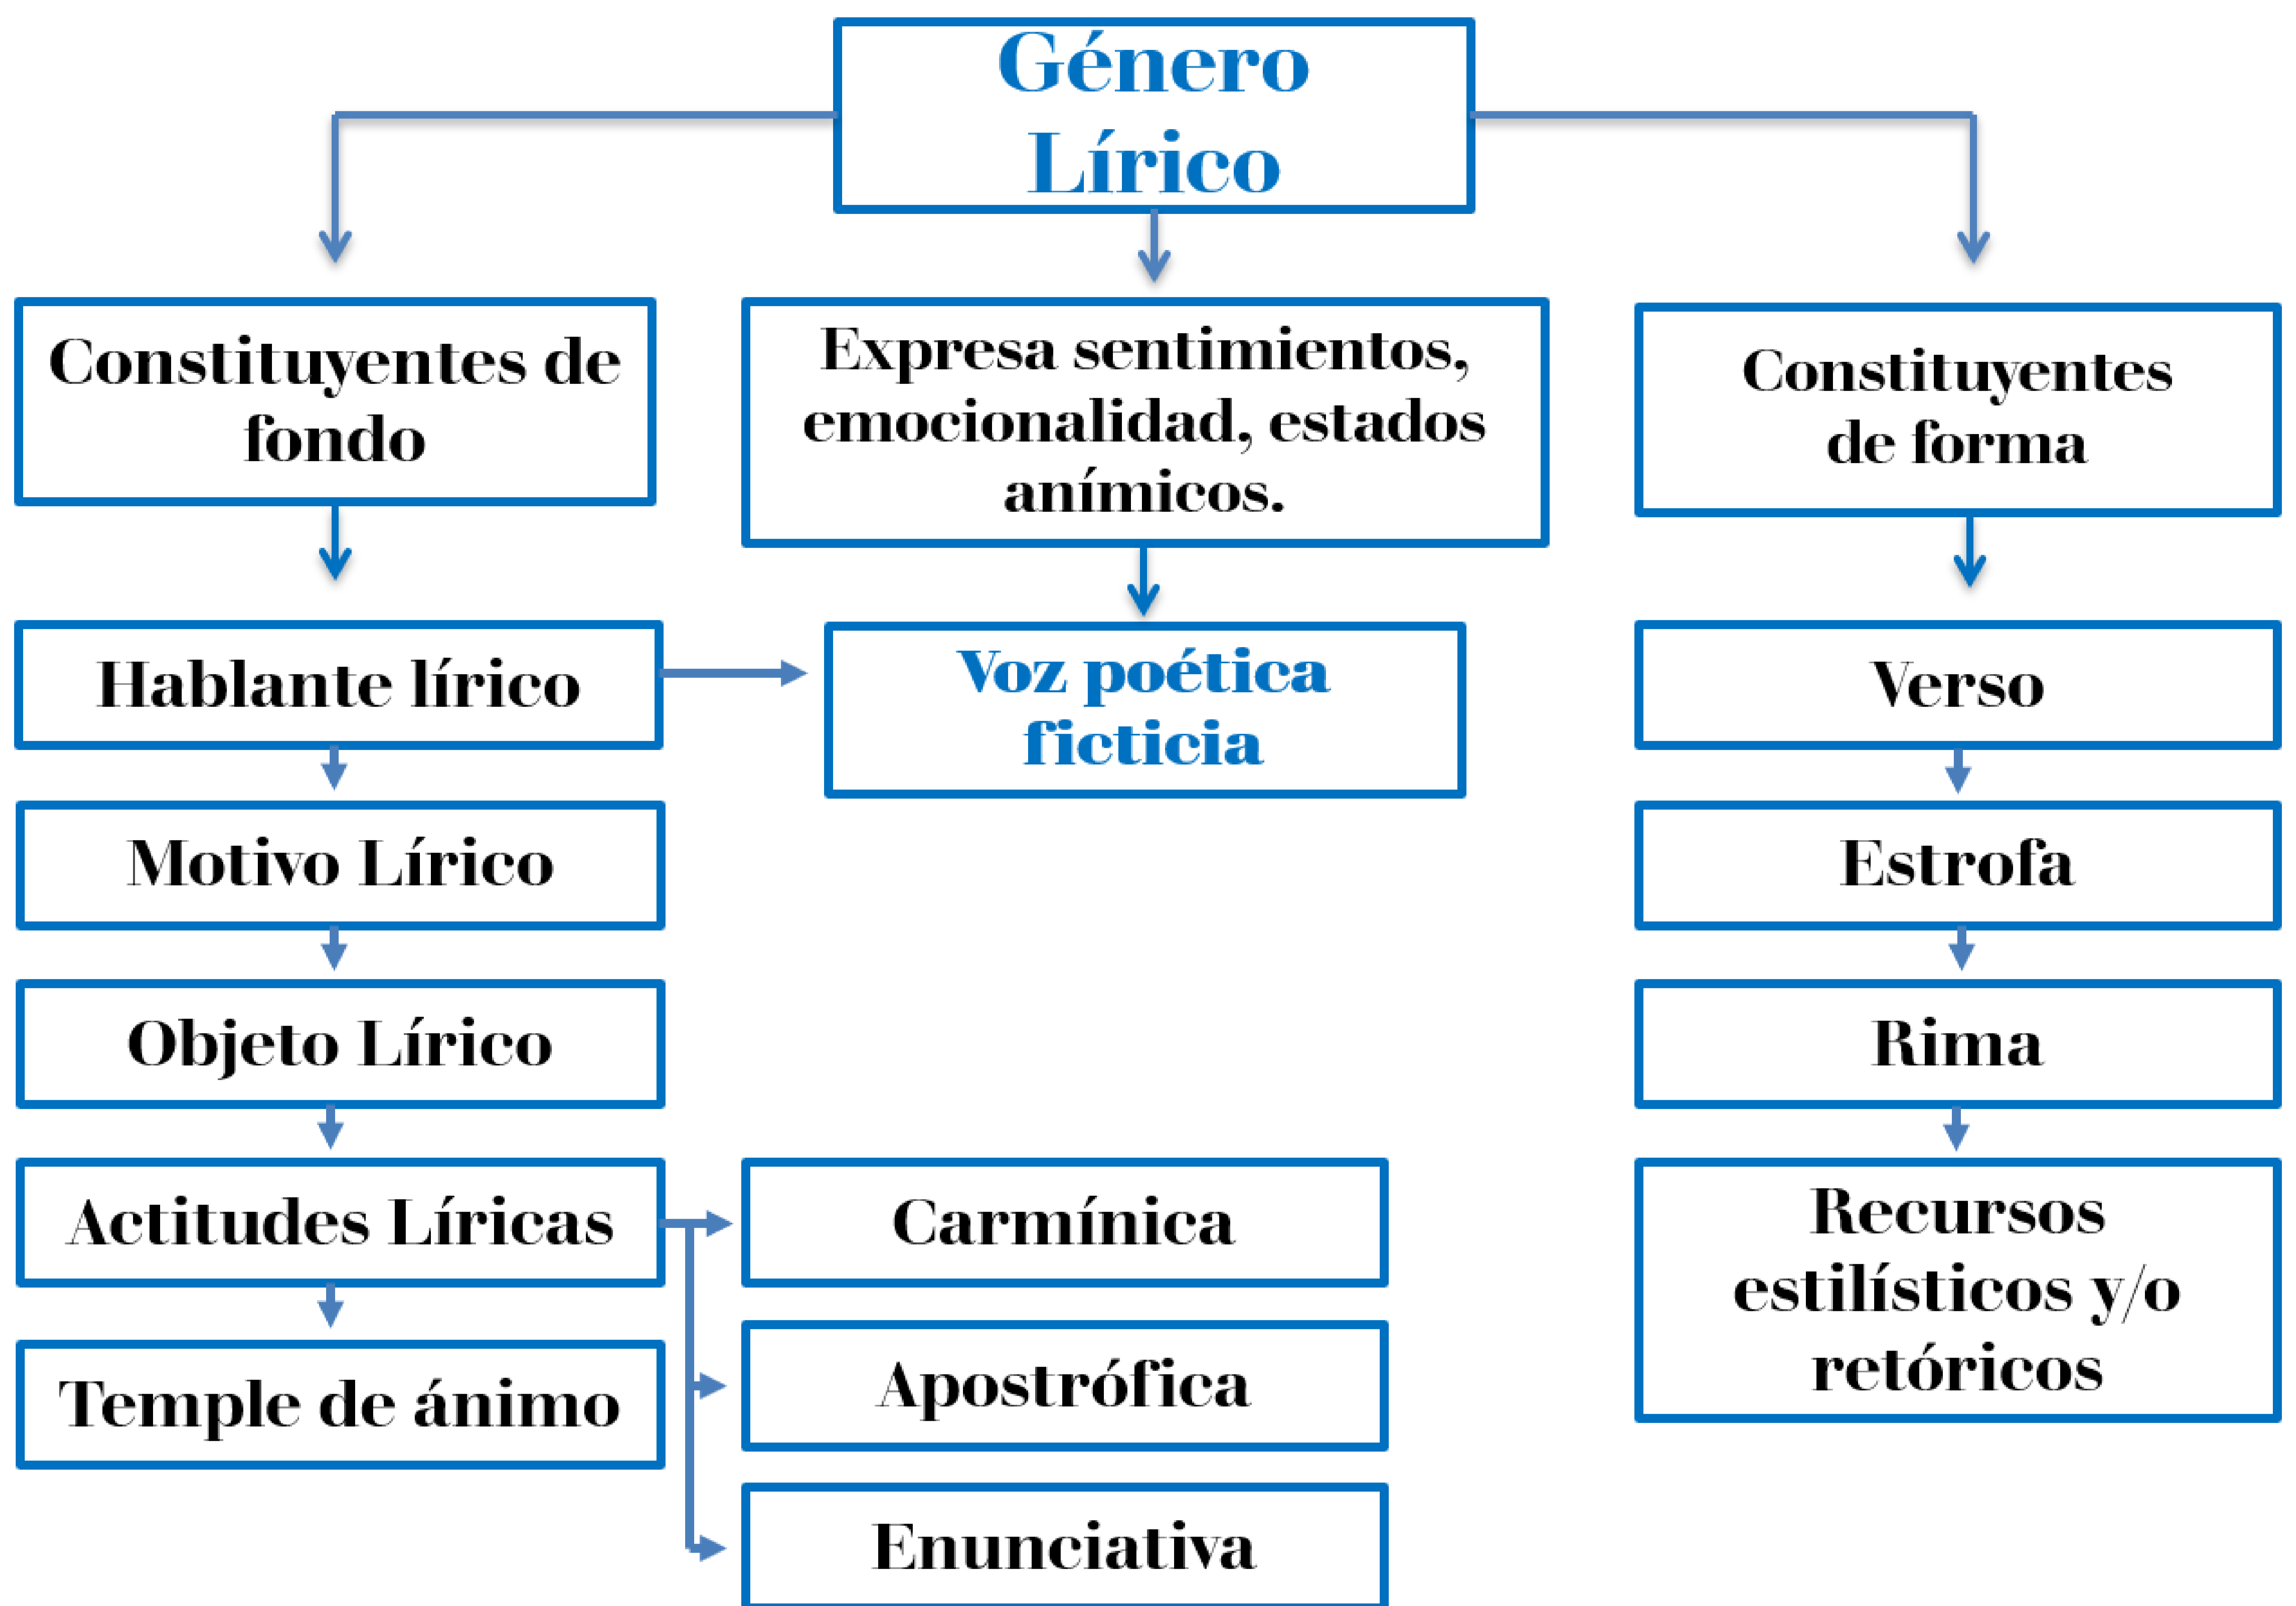 Género
Lírico
Constituyentes de
fondo
Expresa sentimientos,
emocionalidad, estados
anímicos.
Constituyentes
de forma
Hablante lírico
Voz poética
ficticia
Verso
Motivo Lírico
Estrofa
Objeto Lírico
Rima
Actitudes Líricas
Carmínica
Recursos
estilísticos y/o
retóricos
Apostrófica
Temple de ánimo
Enunciativa